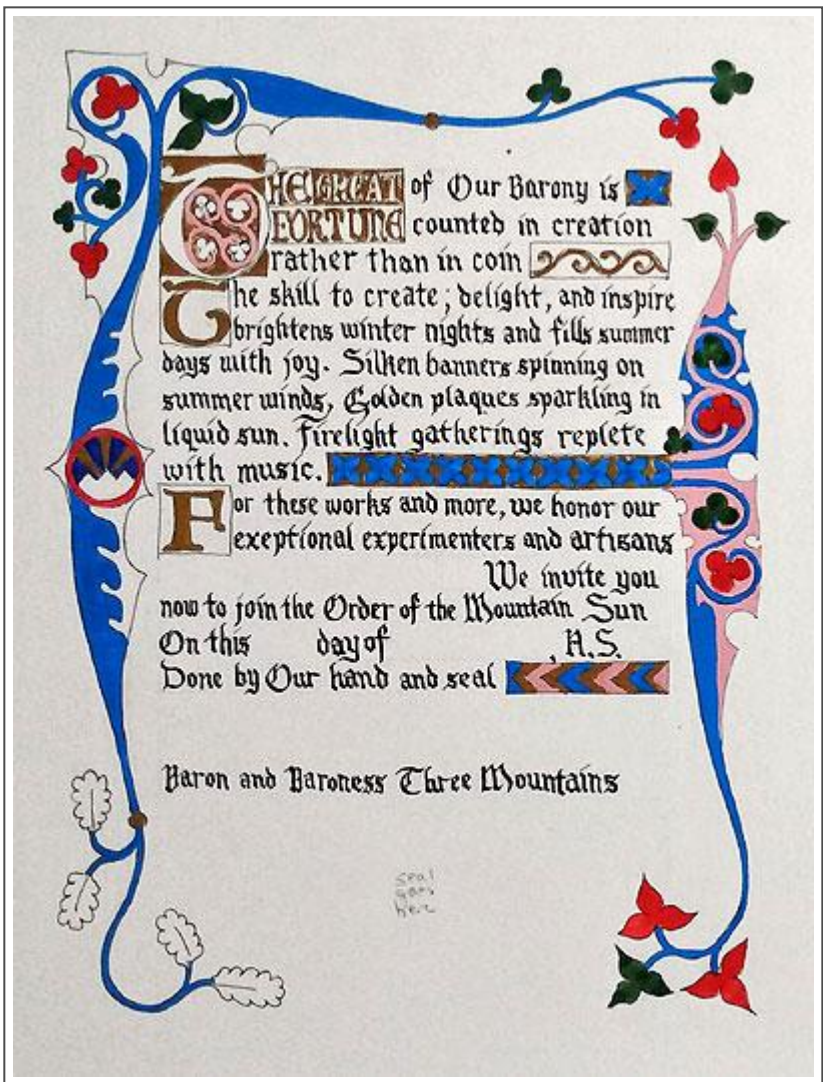 THE GREAT of Our Barony is
FORTUNE counted in creation
rather than in coin
The skill to create; delight, and inspire
brightens winter nights and fills summer
days with joy. Silken banners spinning on
summer winds, Golden plaques sparkling in
liquid sun. Firelight gatherings replete
with music.
For these works and more, we honor our
exeptional experimenters and artisans
We invite you
now to join the Order of the Mountain Sun
On this day of , A.S.
Done by Our hand and seal
Baron and Baroness Three Mountains
seal
goes
here